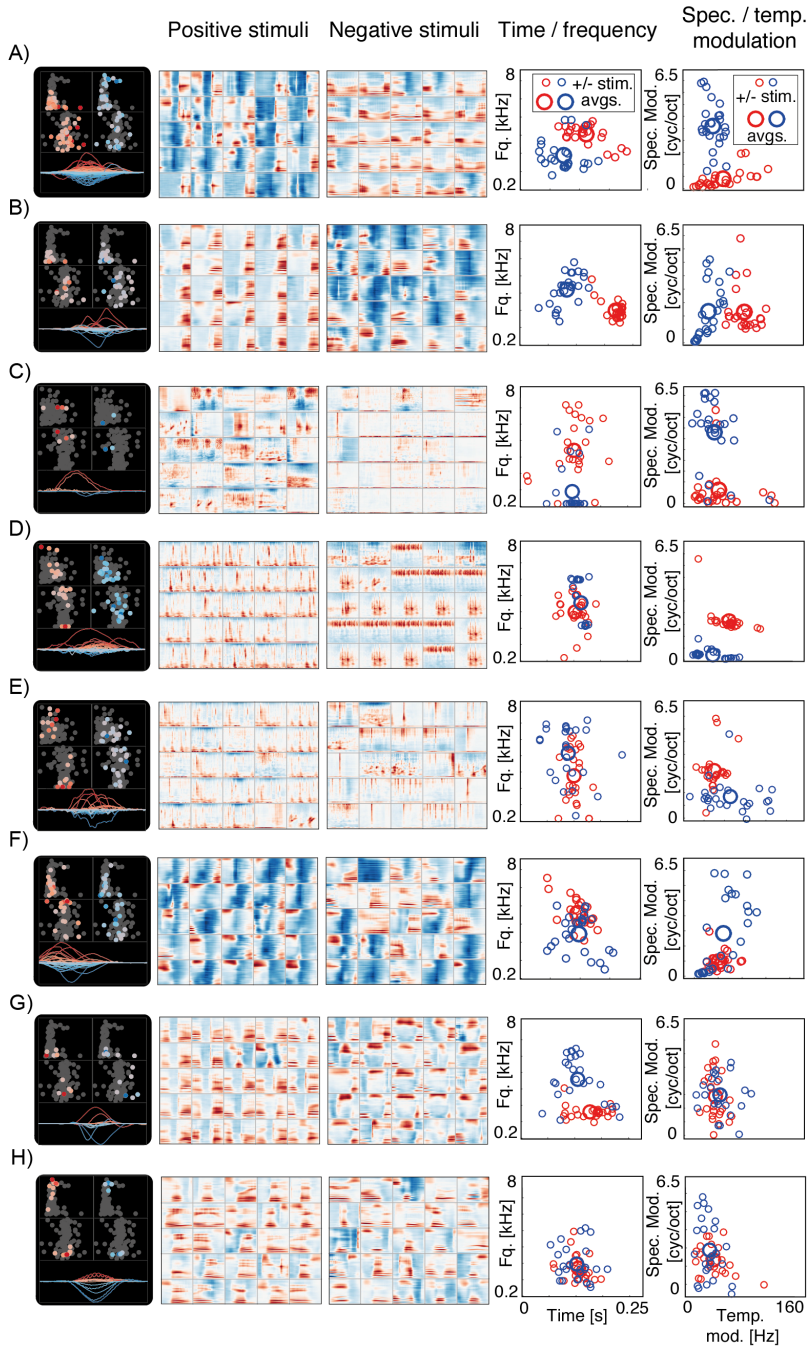 Positive stimuli
Negative stimuli
Time / frequency
Spec. / temp.
modulation
A)
8
Fq. [kHz]
0.2
+/- stim.
avgs.
6.5
Spec. Mod.
[cyc/oct]
0
+/- stim.
avgs.
B)
8
Fq. [kHz]
0.2
6.5
Spec. Mod.
[cyc/oct]
0
C)
8
Fq. [kHz]
0.2
6.5
Spec. Mod.
[cyc/oct]
0
D)
8
Fq. [kHz]
0.2
6.5
Spec. Mod.
[cyc/oct]
0
E)
8
Fq. [kHz]
0.2
6.5
Spec. Mod.
[cyc/oct]
0
F)
8
Fq. [kHz]
0.2
6.5
Spec. Mod.
[cyc/oct]
0
G)
8
Fq. [kHz]
0.2
6.5
Spec. Mod.
[cyc/oct]
0
H)
8
Fq. [kHz]
0.2
0
Time [s]
0.25
6.5
Spec. Mod.
[cyc/oct]
0
0
Temp.
mod. [Hz]
160